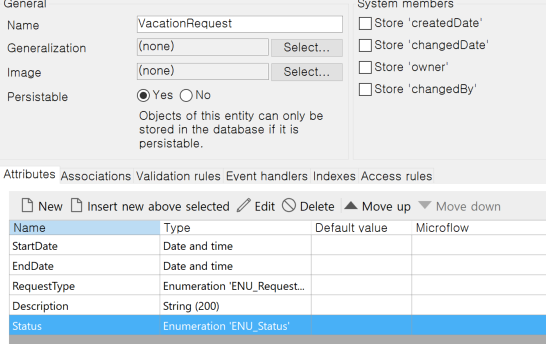 General
System members
Name VacationRequest
Generalization (none) Select...
Image (none) Select...
Persistable Yes No
Objects of this entity can only be
stored in the database if it is
persistable.
Store 'createdDate'
Store 'changedDate'
Store 'owner'
Store 'changedBy'
Attributes Associations Validation rules Event handlers Indexes Access rules
New Insert new above selected Edit Delete Move up Move down
Name Type Default value Microflow
StartDate Date and time
EndDate Date and time
RequestType Enumeration 'ENU_Request...
Description String (200)
Status Enumeration 'ENU_Status'